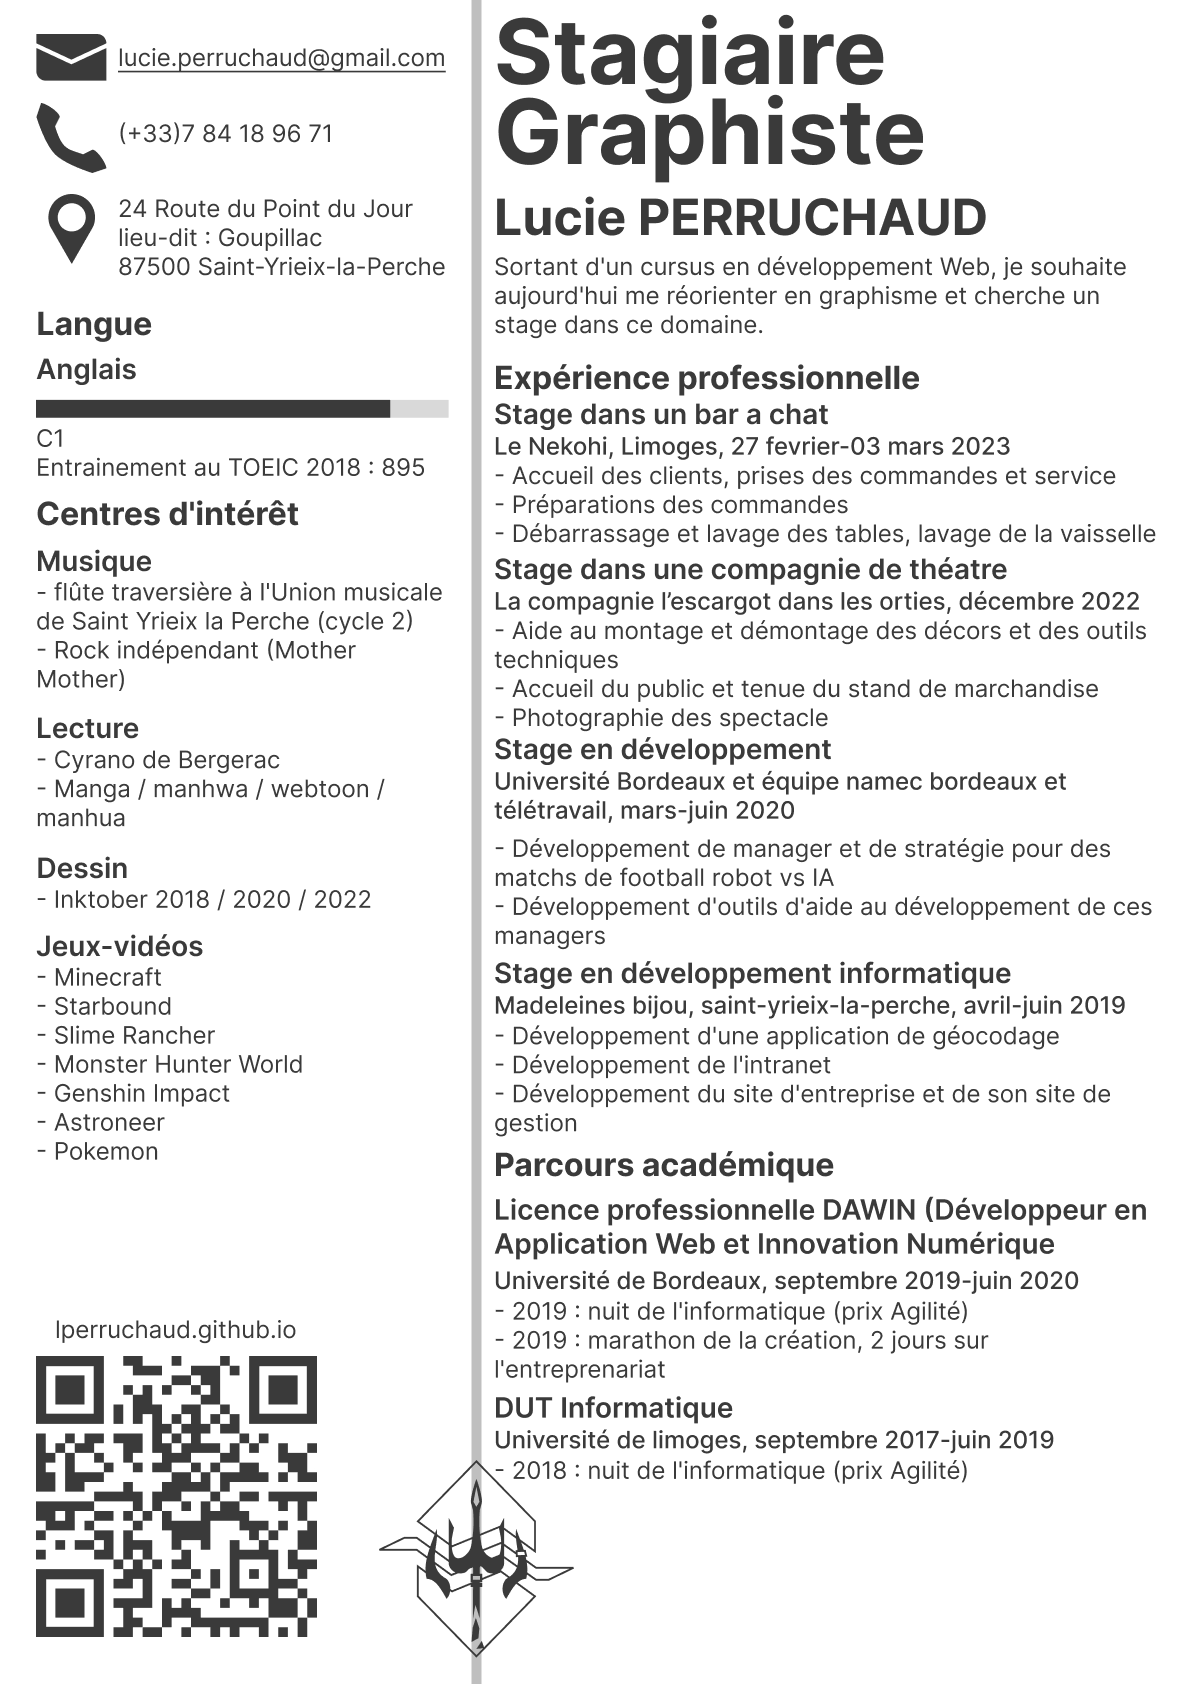 lucie.perruchaud@gmail.com
(+33)7 84 18 96 71
24 Route du Point du Jour
lieu-dit : Goupillac
87500 Saint-Yrieix-la-Perche
Langue
Anglais
C1
Entrainement au TOEIC 2018 : 895
Centres d'intérêt
Musique
- flûte traversière à l'Union musicale
de Saint Yrieix la Perche (cycle 2)
- Rock indépendant (Mother
Mother)
Lecture
- Cyrano de Bergerac
- Manga / manhwa / webtoon /
manhua
Dessin
- Inktober 2018 / 2020 / 2022
Jeux-vidéos
- Minecraft
- Starbound
- Slime Rancher
- Monster Hunter World
- Genshin Impact
- Astroneer
- Pokemon
lperruchaud.github.io
Stagiaire
Graphiste
Lucie PERRUCHAUD
Sortant d'un cursus en développement Web, je souhaite
aujourd'hui me réorienter en graphisme et cherche un
stage dans ce domaine.
Expérience professionnelle
Stage dans un bar a chat
Le Nekohi, Limoges, 27 fevrier-03 mars 2023
- Accueil des clients, prises des commandes et service
- Préparations des commandes
- Débarrassage et lavage des tables, lavage de la vaisselle
Stage dans une compagnie de théatre
La compagnie l’escargot dans les orties, décembre 2022
- Aide au montage et démontage des décors et des outils
techniques
- Accueil du public et tenue du stand de marchandise
- Photographie des spectacle
Stage en développement
Université Bordeaux et équipe namec bordeaux et
télétravail, mars-juin 2020
- Développement de manager et de stratégie pour des
matchs de football robot vs IA
- Développement d'outils d'aide au développement de ces
managers
Stage en développement informatique
Madeleines bijou, saint-yrieix-la-perche, avril-juin 2019
- Développement d'une application de géocodage
- Développement de l'intranet
- Développement du site d'entreprise et de son site de
gestion
Parcours académique
Licence professionnelle DAWIN (Développeur en
Application Web et Innovation Numérique
Université de Bordeaux, septembre 2019-juin 2020
- 2019 : nuit de l'informatique (prix Agilité)
- 2019 : marathon de la création, 2 jours sur
l'entreprenariat
DUT Informatique
Université de limoges, septembre 2017-juin 2019
- 2018 : nuit de l'informatique (prix Agilité)